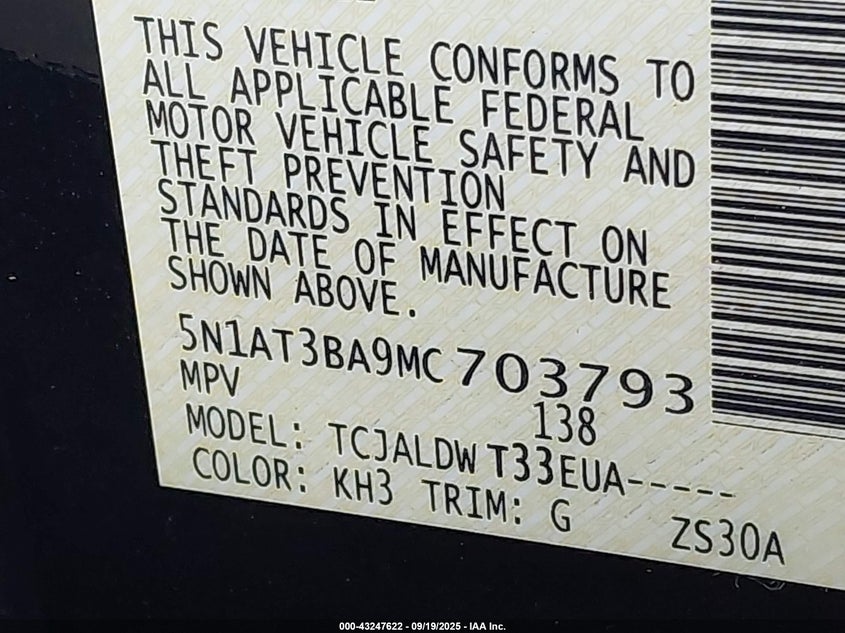 THIS VEHICLE CONFORMS TO
ALL APPLICABLE FEDERAL
MOTOR VEHICLE SAFETY AND
THEFT PREVENTION
STANDARDS IN EFFECT ON
THE DATE OF MANUFACTURE
SHOWN ABOVE.
5N1AT3BA9MC703793
MPV 138
MODEL: TCJALDWT33EUA-----
COLOR: KH3 TRIM: G ZS30A
000-43247622 - 09/19/2025 - IAA Inc.